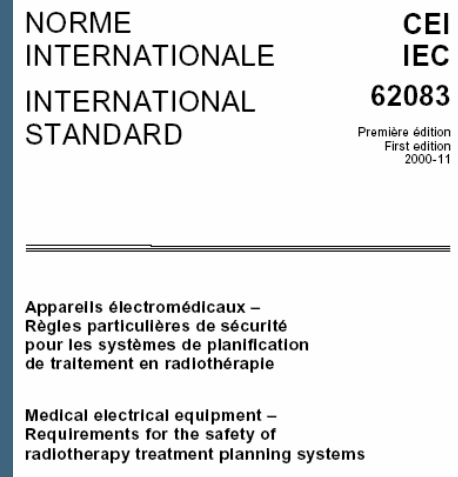 NORME
INTERNATIONALE
INTERNATIONAL
STANDARD
CEI
IEC
62083
Première édition
First edition
2000-11
Appareils électromédicaux –
Règles particulières de sécurité
pour les systèmes de planification
de traitement en radiothérapie
Medical electrical equipment –
Requirements for the safety of
radiotherapy treatment planning systems